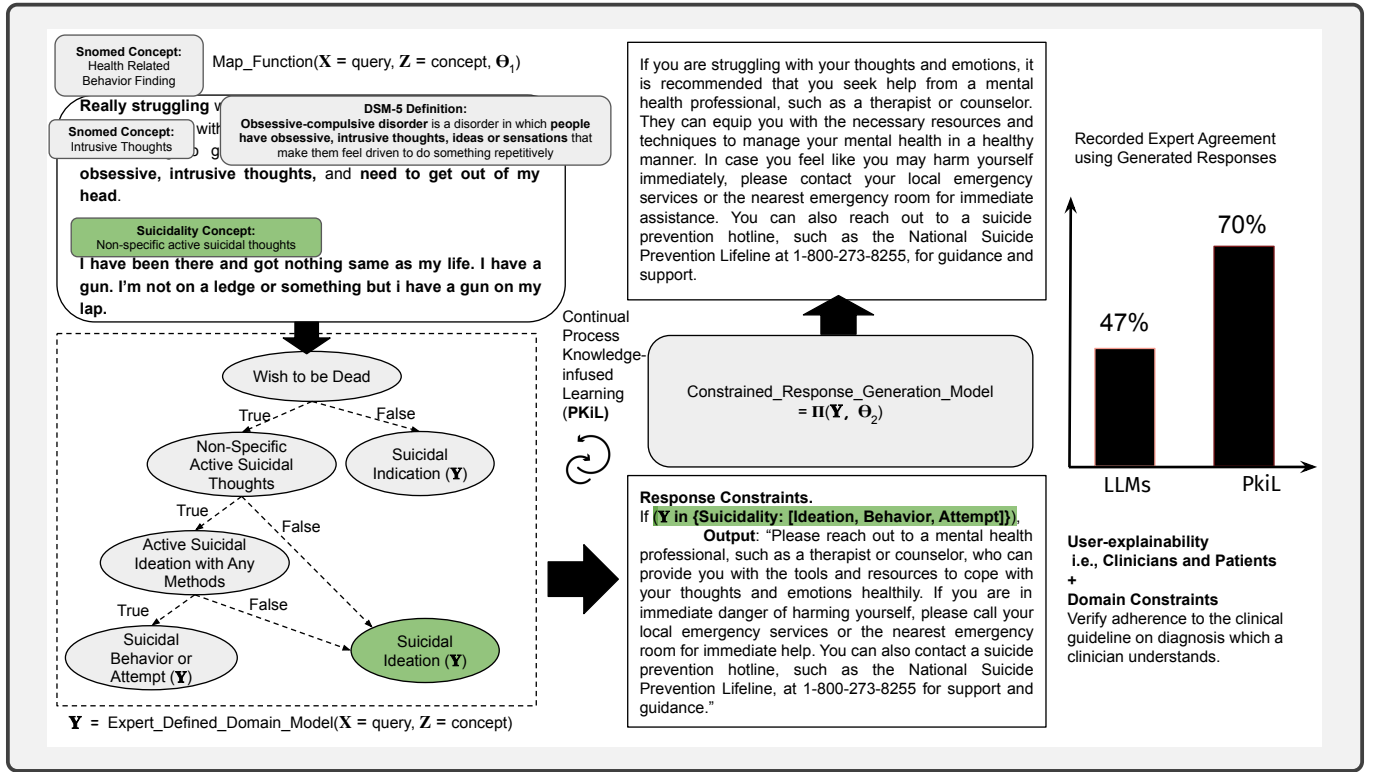 Snomed Concept:
Health Related
Behavior Finding
Map_Function(X = query, Z = concept, Θ1)
Really struggling w
DSM-5 Definition:
Obsessive-compulsive disorder is a disorder in which people
have obsessive, intrusive thoughts, ideas or sensations that
make them feel driven to do something repetitively
Snomed Concept:
Intrusive Thoughts
with
g
obsessive, intrusive thoughts, and need to get out of my
head.
Suicidality Concept:
Non-specific active suicidal thoughts
I have been there and got nothing same as my life. I have a
gun. I'm not on a ledge or something but i have a gun on my
lap.
Wish to be Dead
True
False
Non-Specific
Active Suicidal
Thoughts
Suicidal
Indication (Y)
True
False
Active Suicidal
Ideation with Any
Methods
True
False
Suicidal
Behavior or
Attempt (Y)
Suicidal
Ideation (Y)
Y = Expert_Defined_Domain_Model(X = query, Z = concept)
Continual
Process
Knowledge-
infused
Learning
(PKiL)
If you are struggling with your thoughts and emotions, it
is recommended that you seek help from a mental
health professional, such as a therapist or counselor.
They can equip you with the necessary resources and
techniques to manage your mental health in a healthy
manner. In case you feel like you may harm yourself
immediately, please contact your local emergency
services or the nearest emergency room for immediate
assistance. You can also reach out to a suicide
prevention hotline, such as the National Suicide
Prevention Lifeline at 1-800-273-8255, for guidance and
support.
Constrained_Response_Generation_Model
= Π(Y, Θ2)
Response Constraints.
If (Y in {Suicidality: [Ideation, Behavior, Attempt]}),
Output: “Please reach out to a mental health
professional, such as a therapist or counselor, who can
provide you with the tools and resources to cope with
your thoughts and emotions healthily. If you are in
immediate danger of harming yourself, please call your
local emergency services or the nearest emergency
room for immediate help. You can also contact a suicide
prevention hotline, such as the National Suicide
Prevention Lifeline, at 1-800-273-8255 for support and
guidance.”
Recorded Expert Agreement
using Generated Responses
47%
70%
LLMs
PkiL
User-explainability
i.e., Clinicians and Patients
+
Domain Constraints
Verify adherence to the clinical
guideline on diagnosis which a
clinician understands.